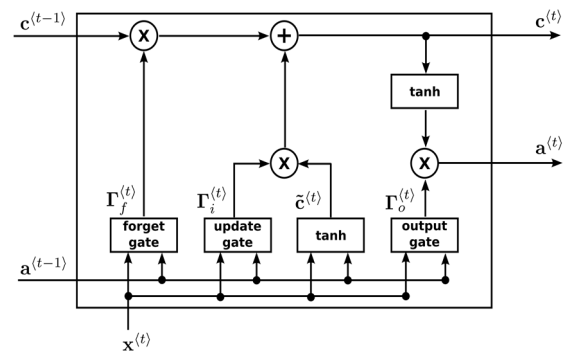 c⟨t−1⟩
c⟨t⟩
X
+
tanh
X
X
a⟨t⟩
Γf⟨t⟩
Γi⟨t⟩
c̃⟨t⟩
Γo⟨t⟩
forget
gate
update
gate
tanh
output
gate
a⟨t−1⟩
x⟨t⟩